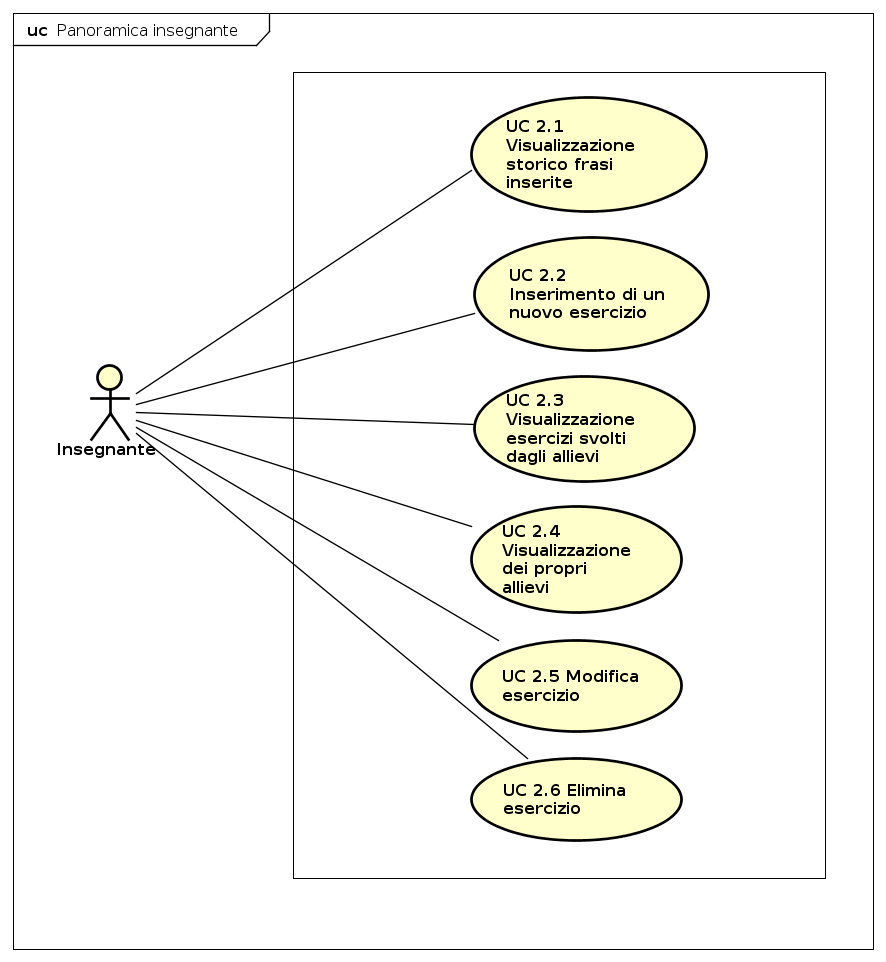 uc Panoramica insegnante
UC 2.1
Visualizzazione
storico frasi
inserite
UC 2.2
Inserimento di un
nuovo esercizio
UC 2.3
Visualizzazione
esercizi svolti
dagli allievi
Insegnante
UC 2.4
Visualizzazione
dei propri
allievi
UC 2.5 Modifica
esercizio
UC 2.6 Elimina
esercizio